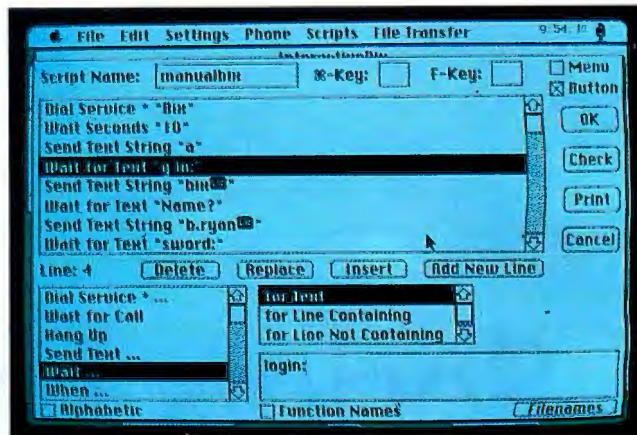 File Edit Settings Phone Scripts File Transfer 9:54:
Script Name: manualbix ⌘-Key: F-Key: Menu
Button
Dial Service * "Bix"
Wait Seconds "10"
Send Text String "a"
Wait for Text
Send Text String "bix
Wait for Text "Name?"
Send Text String "b.ryan
Wait for Text "sword:"
OK
Check
Print
Cancel
Line: 4 Delete Replace Insert Add New Line
Dial Service * ...
Wait for Call
Hang Up
Send Text ...
Wait ...
When ...
for Text
for Line Containing
for Line Not Containing
login:
Alphabetic Function Names Filenames